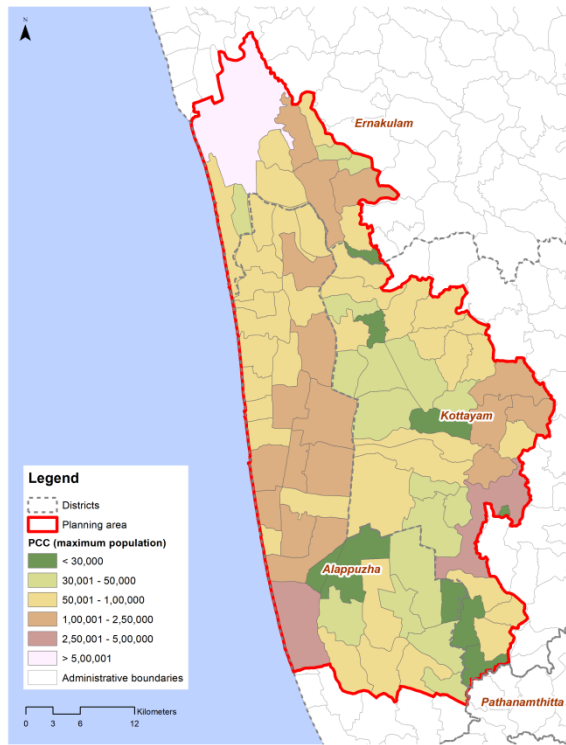 N
Ernakulam
Kottayam
Legend
Districts
Planning area
PCC (maximum population)
< 30,000
30,001 - 50,000
50,001 - 1,00,000
1,00,001 - 2,50,000
2,50,001 - 5,00,000
> 5,00,001
Administrative boundaries
Alappuzha
Pathanamthitta
Kilometers
0 3 6 12